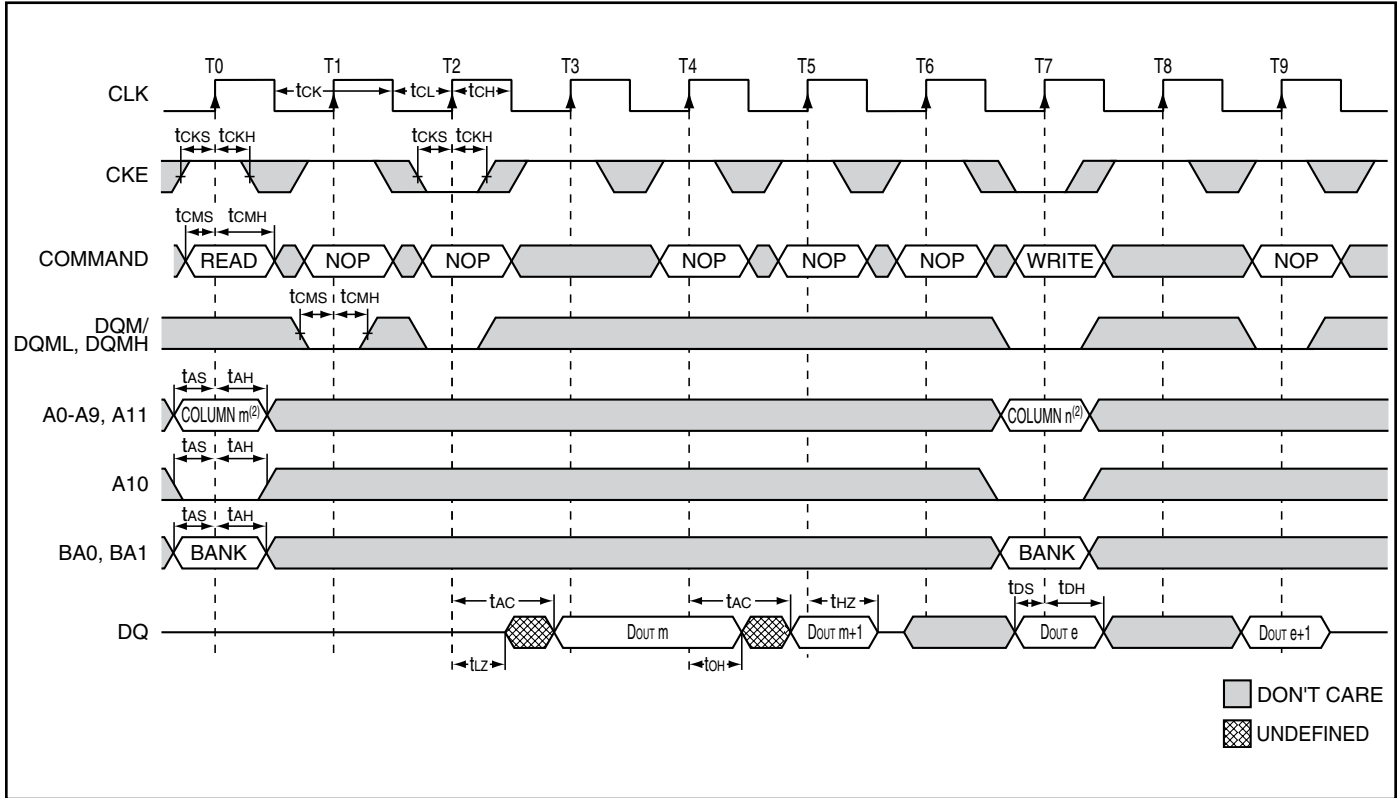 T0 T1 T2 T3 T4 T5 T6 T7 T8 T9
CLK
tCK tCL tCH
tCKS tCKH tCKS tCKH
CKE
tCMS tCMH
COMMAND READ NOP NOP NOP NOP NOP WRITE NOP
tCMS tCMH
DQM/
DQML, DQMH
tAS tAH
A0-A9, A11 COLUMN m(2) COLUMN n(2)
tAS tAH
A10
tAS tAH
BA0, BA1 BANK BANK
tAC tAC tHZ tDS tDH
DQ DOUT m DOUT m+1 DOUT e DOUT e+1
tLZ tOH
DON'T CARE
UNDEFINED